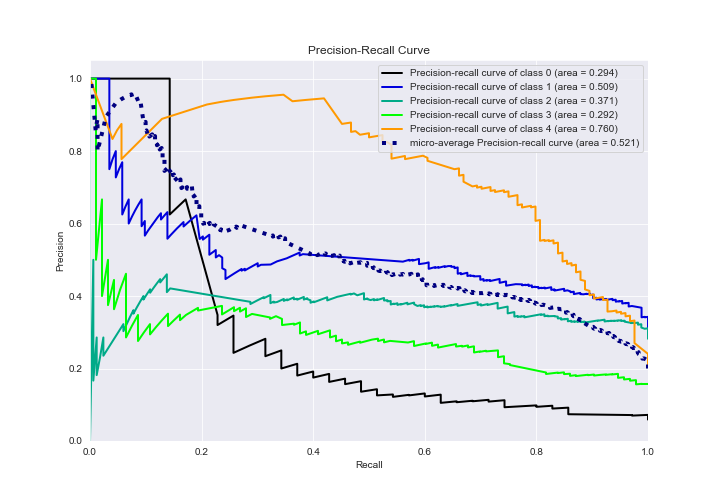 Precision-Recall Curve
Precision-recall curve of class 0 (area = 0.294)
Precision-recall curve of class 1 (area = 0.509)
Precision-recall curve of class 2 (area = 0.371)
Precision-recall curve of class 3 (area = 0.292)
Precision-recall curve of class 4 (area = 0.760)
micro-average Precision-recall curve (area = 0.521)
1.0
0.8
0.6
0.4
0.2
0.0
Precision
0.0 0.2 0.4 0.6 0.8 1.0
Recall